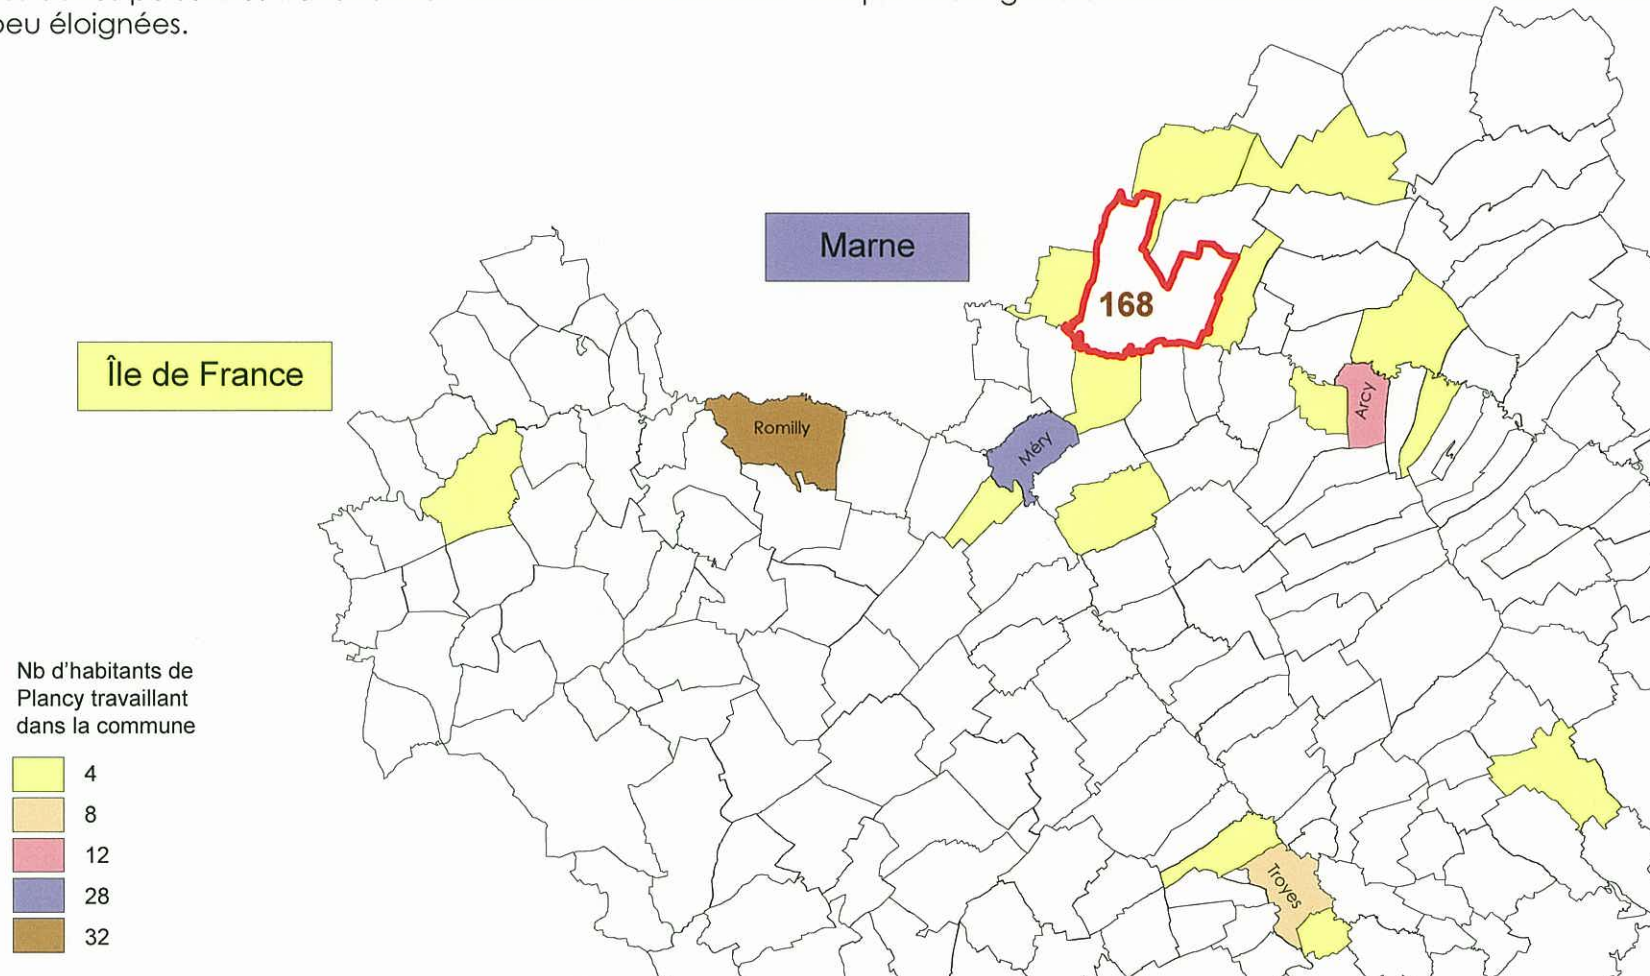 peu éloignées.
Marne
168
Île de France
Romilly
Arcy
Méry
Nb d'habitants de
Plancy travaillant
dans la commune
4
8
12
28
32
Troyes